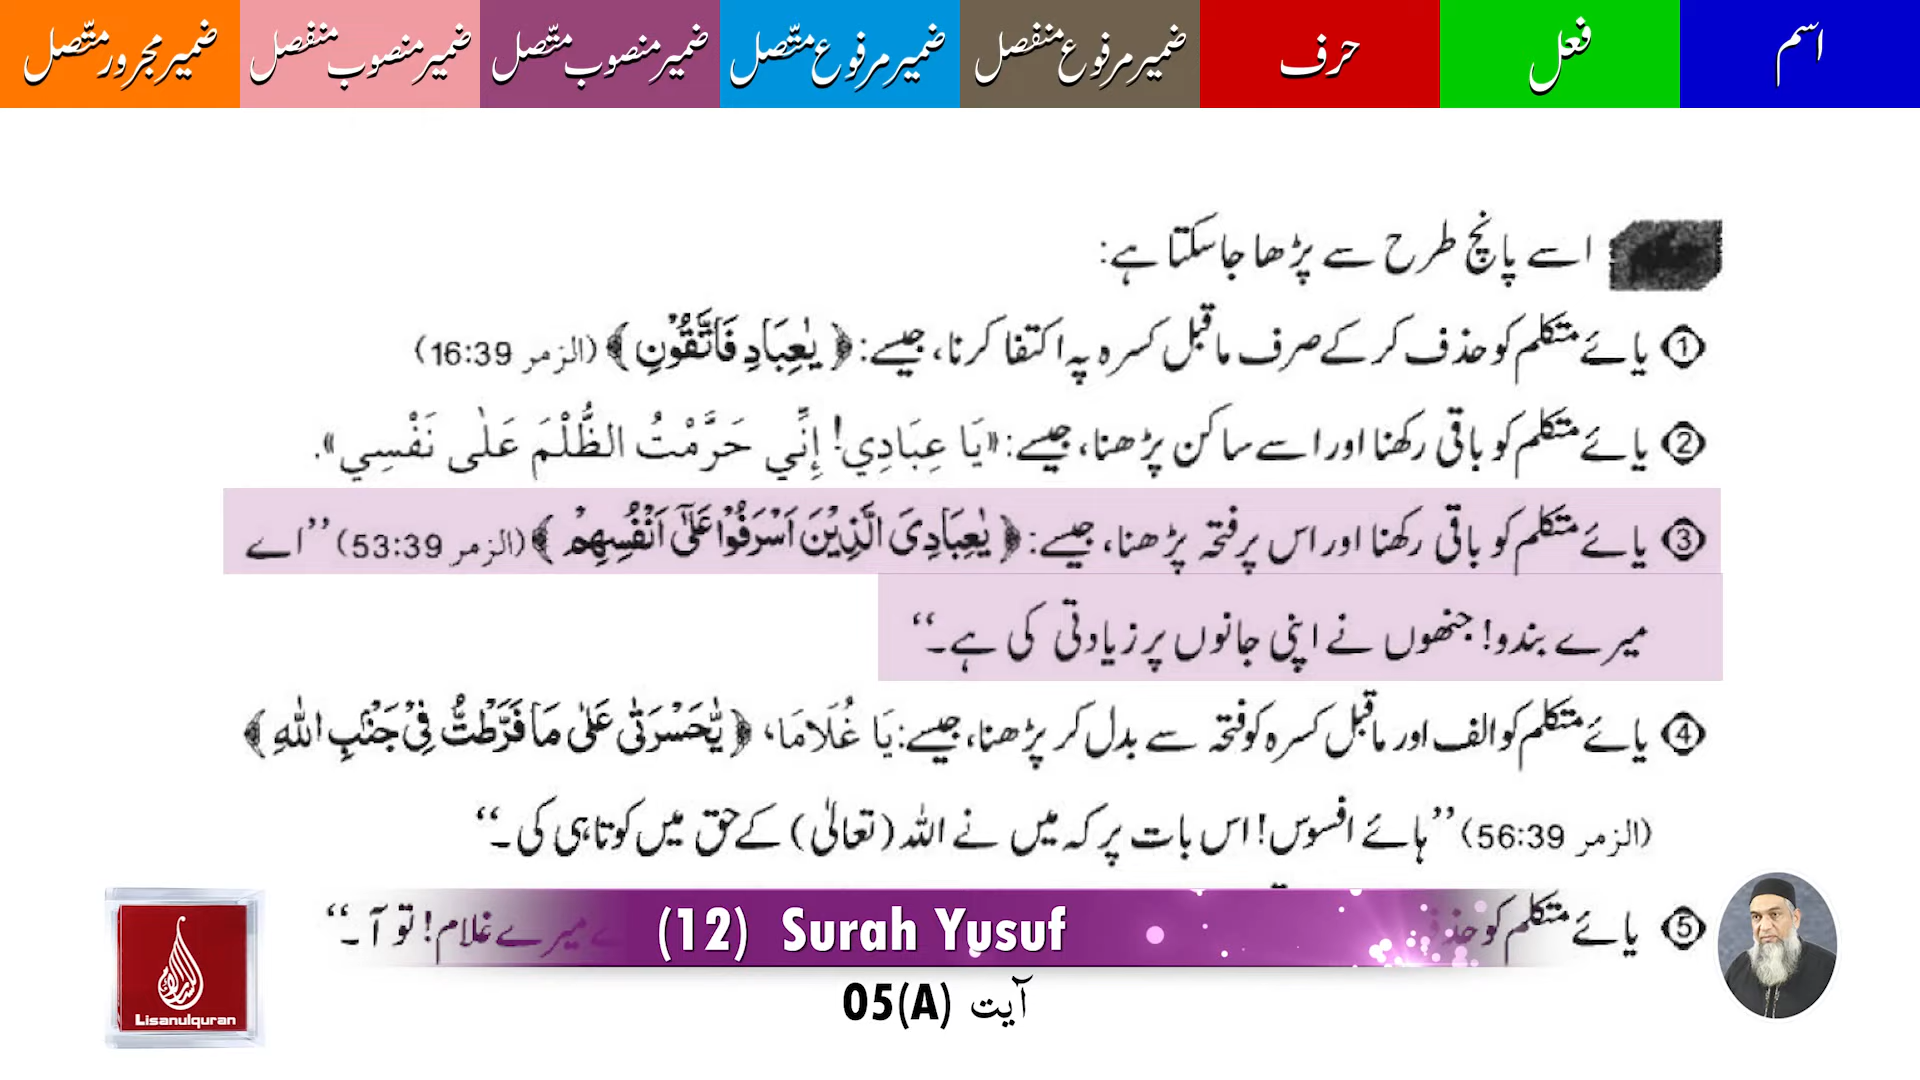 اسم فعل حرف ضمیر مرفوع منفصل ضمیر مرفوع متّصل ضمیر منصوب متّصل ضمیر منصوب منفصل ضمیر مجرور متّصل
اسے پانچ طرح سے پڑھا جاسکتا ہے:
① یائے متکلم کو حذف کر کے صرف ماقبل کسرہ پہ اکتفا کرنا، جیسے: ﴿يٰعِبَادِ فَاتَّقُوْنِ﴾ (الزمر 16:39)
② یائے متکلم کو باقی رکھنا اور اسے ساکن پڑھنا، جیسے: «يَا عِبَادِي! إِنِّي حَرَّمْتُ الظُّلْمَ عَلٰى نَفْسِي».
③ یائے متکلم کو باقی رکھنا اور اس پر فتحہ پڑھنا، جیسے: ﴿يٰعِبَادِيَ الَّذِيْنَ اَسْرَفُوْا عَلٰٓى اَنْفُسِهِمْ﴾ (الزمر 53:39) ’’اے
میرے بندو! جنھوں نے اپنی جانوں پر زیادتی کی ہے۔‘‘
④ یائے متکلم کو الف اور ماقبل کسرہ کو فتحہ سے بدل کر پڑھنا، جیسے: يَا غُلَامَا، ﴿يّٰحَسْرَتٰى عَلٰى مَا فَرَّطْتُّ فِيْ جَنْۢبِ اللّٰهِ﴾
(الزمر 56:39) ’’ہائے افسوس! اس بات پر کہ میں نے اللہ (تعالیٰ) کے حق میں کوتاہی کی۔‘‘
⑤ یائے متکلم کو حذف میرے غلام! تو آ۔‘‘
(12) Surah Yusuf
آیت 05(A)
Lisanulquran